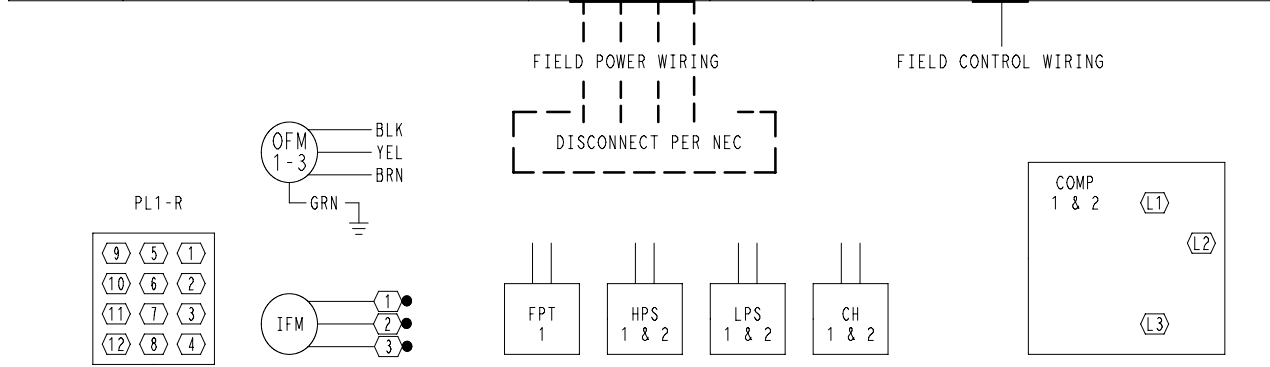 FIELD POWER WIRING
FIELD CONTROL WIRING
DISCONNECT PER NEC
OFM
1-3
BLK
YEL
BRN
GRN
PL1-R
9 5 1
10 6 2
11 7 3
12 8 4
IFM
1
2
3
FPT
1
HPS
1 & 2
LPS
1 & 2
CH
1 & 2
COMP
1 & 2
L1
L2
L3